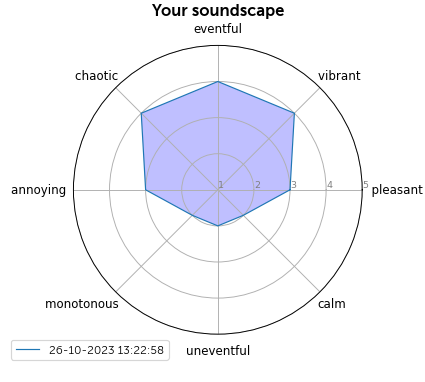 Your soundscape
eventful
chaotic
vibrant
annoying
1 2 3 4 5
pleasant
monotonous
calm
uneventful
26-10-2023 13:22:58